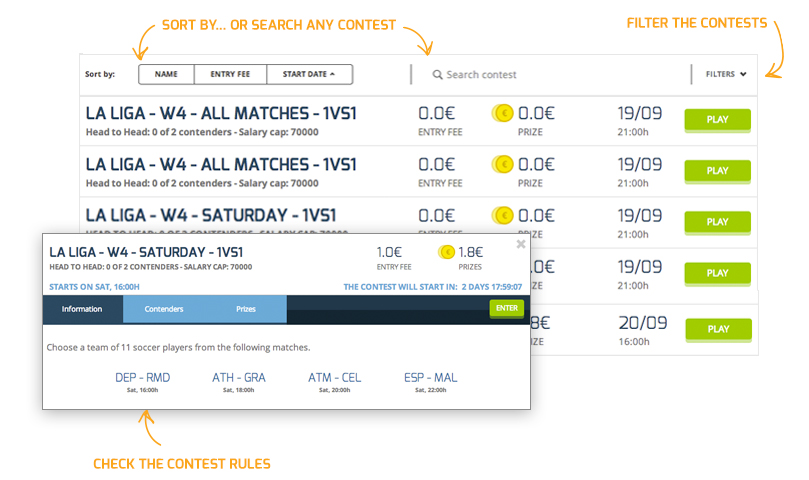 SORT BY... OR SEARCH ANY CONTEST
FILTER THE CONTESTS
Sort by: NAME ENTRY FEE START DATE Search contest FILTERS
LA LIGA - W4 - ALL MATCHES - 1VS1 0.0€ € 0.0€ 19/09 PLAY
Head to Head: 0 of 2 contenders - Salary cap: 70000 ENTRY FEE PRIZE 21:00h
LA LIGA - W4 - ALL MATCHES - 1VS1 0.0€ € 0.0€ 19/09 PLAY
Head to Head: 0 of 2 contenders - Salary cap: 70000 ENTRY FEE PRIZE 21:00h
LA LIGA - W4 - SATURDAY - 1VS1 0.0€ € 0.0€ 19/09 PLAY
21:00h
.0€ 19/09 PLAY
IZE 21:00h
8€ 20/09 PLAY
IZE 16:00h
LA LIGA - W4 - SATURDAY - 1VS1 1.0€ € 1.8€
HEAD TO HEAD: 0 OF 2 CONTENDERS - SALARY CAP: 70000 ENTRY FEE PRIZES
STARTS ON SAT, 16:00H THE CONTEST WILL START IN: 2 DAYS 17:59:07
Information Contenders Prizes ENTER
Choose a team of 11 soccer players from the following matches.
DEP - RMD ATH - GRA ATM - CEL ESP - MAL
Sat, 16:00h Sat, 18:00h Sat, 20:00h Sat, 22:00h
CHECK THE CONTEST RULES